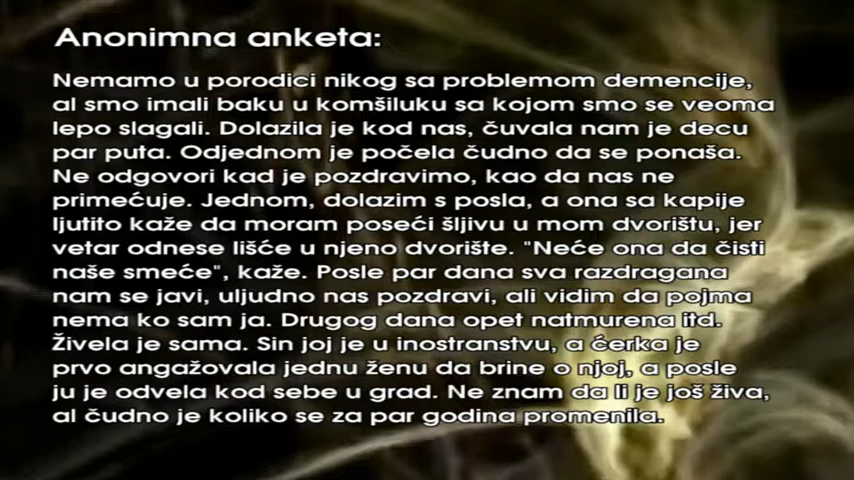 Anonimna anketa:
Nemamo u porodici nikog sa problemom demencije,
al smo imali baku u komšiluku sa kojom smo se veoma
lepo slagali. Dolazila je kod nas, čuvala nam je decu
par puta. Odjednom je počela čudno da se ponaša.
Ne odgovori kad je pozdravimo, kao da nas ne
primećuje. Jednom, dolazim s posla, a ona sa kapije
ljutito kaže da moram poseći šljivu u mom dvorištu, jer
vetar odnese lišće u njeno dvorište. "Neće ona da čisti
naše smeće", kaže. Posle par dana sva razdragana
nam se javi, uljudno nas pozdravi, ali vidim da pojma
nema ko sam ja. Drugog dana opet natmurena itd.
Živela je sama. Sin joj je u inostranstvu, a ćerka je
prvo angažovala jednu ženu da brine o njoj, a posle
ju je odvela kod sebe u grad. Ne znam da li je još živa,
al čudno je koliko se za par godina promenila.